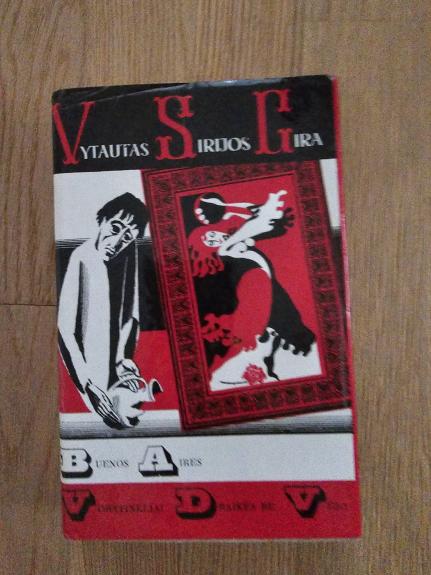 VYTAUTAS SIRIJOS GIRA
BUENOS AIRES
VORATINKLIAI DRAIKĖS BE VĖJO